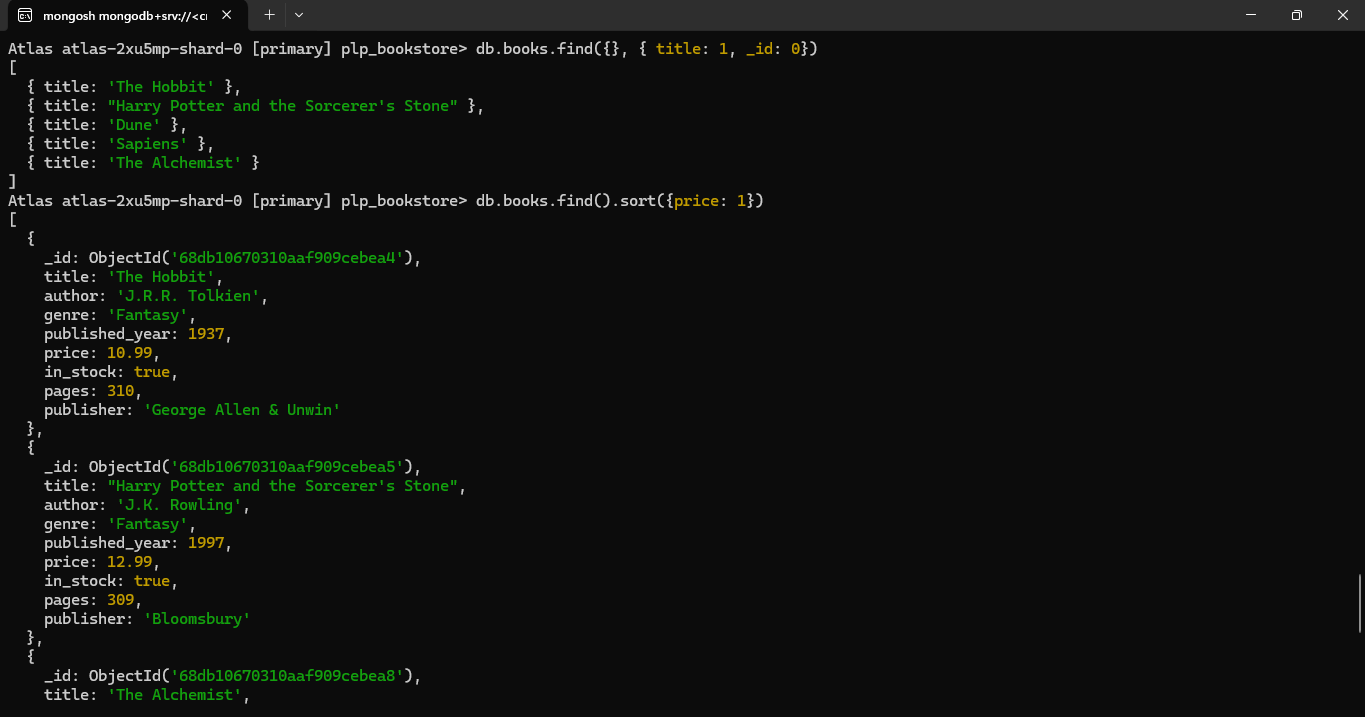 mongosh mongodb+srv://<cr
Atlas atlas-2xu5mp-shard-0 [primary] plp_bookstore> db.books.find({}, { title: 1, _id: 0})
[
  { title: 'The Hobbit' },
  { title: "Harry Potter and the Sorcerer's Stone" },
  { title: 'Dune' },
  { title: 'Sapiens' },
  { title: 'The Alchemist' }
]
Atlas atlas-2xu5mp-shard-0 [primary] plp_bookstore> db.books.find().sort({price: 1})
[
  {
    _id: ObjectId('68db10670310aaf909cebea4'),
    title: 'The Hobbit',
    author: 'J.R.R. Tolkien',
    genre: 'Fantasy',
    published_year: 1937,
    price: 10.99,
    in_stock: true,
    pages: 310,
    publisher: 'George Allen & Unwin'
  },
  {
    _id: ObjectId('68db10670310aaf909cebea5'),
    title: "Harry Potter and the Sorcerer's Stone",
    author: 'J.K. Rowling',
    genre: 'Fantasy',
    published_year: 1997,
    price: 12.99,
    in_stock: true,
    pages: 309,
    publisher: 'Bloomsbury'
  },
  {
    _id: ObjectId('68db10670310aaf909cebea8'),
    title: 'The Alchemist',